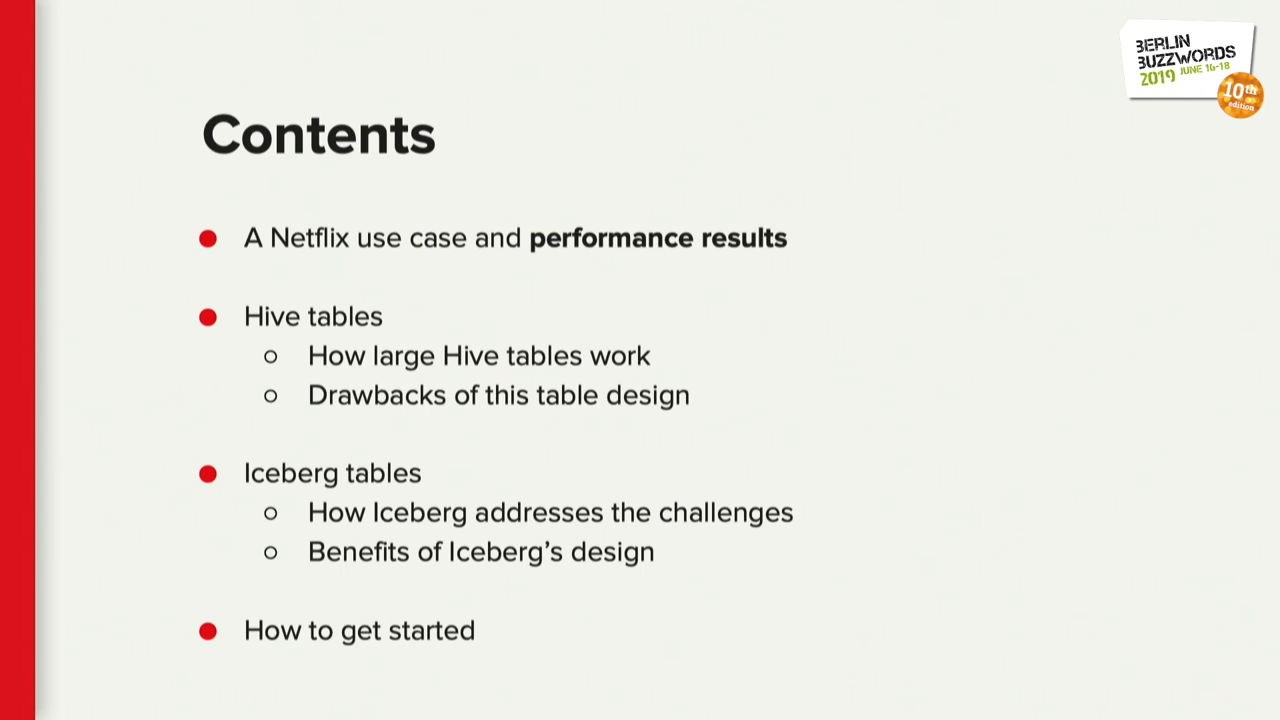 BERLIN
BUZZWORDS
2019 JUNE 16-18
10th
edition
Contents
A Netflix use case and performance results
Hive tables
How large Hive tables work
Drawbacks of this table design
Iceberg tables
How Iceberg addresses the challenges
Benefits of Iceberg’s design
How to get started